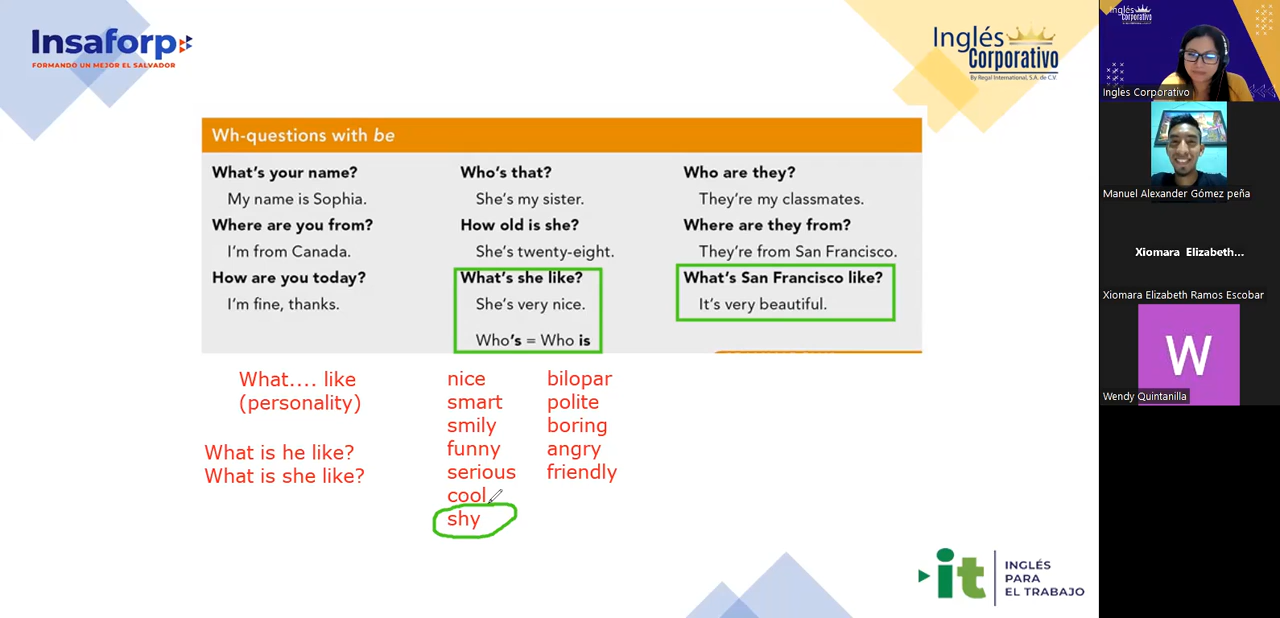 Insaforp
FORMANDO UN MEJOR EL SALVADOR
Inglés
Corporativo
By Regal International, S.A. de C.V.
Wh-questions with be
What's your name?
My name is Sophia.
Where are you from?
I'm from Canada.
How are you today?
I'm fine, thanks.
Who's that?
She's my sister.
How old is she?
She's twenty-eight.
What's she like?
She's very nice.
Who's = Who is
Who are they?
They're my classmates.
Where are they from?
They're from San Francisco.
What's San Francisco like?
It's very beautiful.
What.... like
(personality)
What is he like?
What is she like?
nice
smart
smily
funny
serious
cool
shy
bilopar
polite
boring
angry
friendly
it
INGLÉS
PARA
EL TRABAJO
Inglés
Corporativo
Ingles Corporativo
Manuel Alexander Gómez peña
Xiomara Elizabeth...
Xiomara Elizabeth Ramos Escobar
W
Wendy Quintanilla